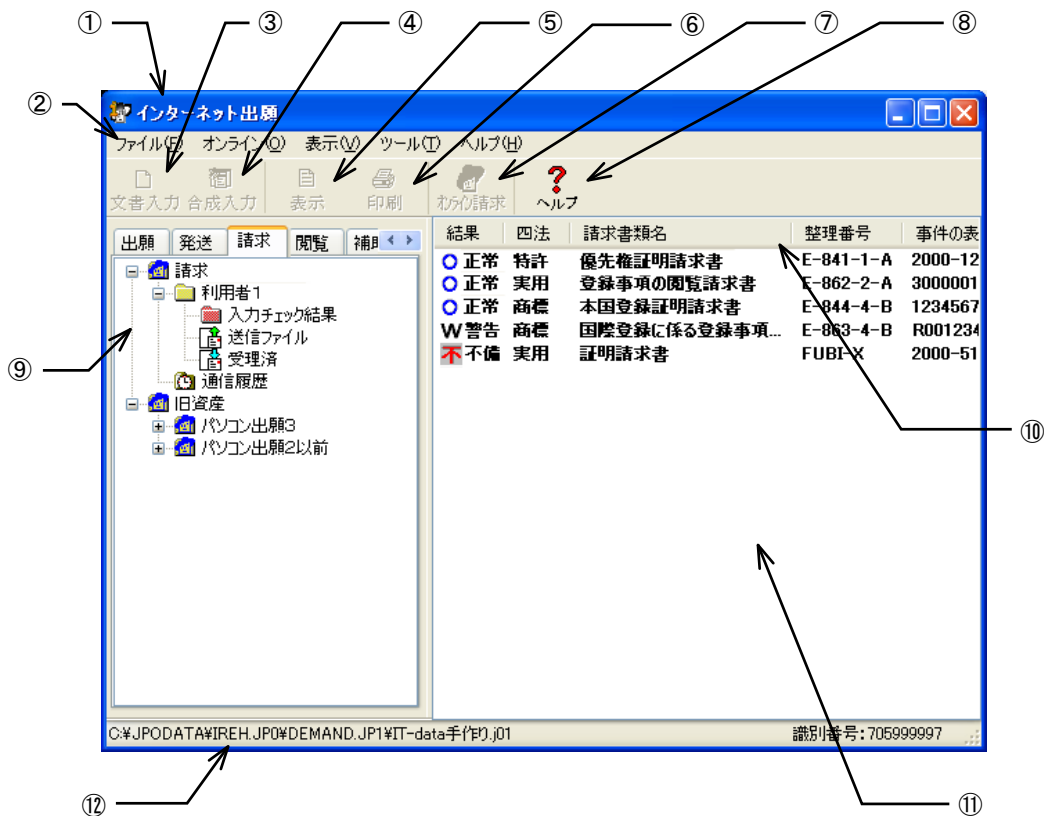 ① ③ ④ ⑤ ⑥ ⑦ ⑧
②
インターネット出願
ファイル(F) オンライン(O) 表示(V) ツール(T) ヘルプ(H)
文書入力 合成入力 表示 印刷 オンライン請求 ヘルプ
出願 発送 請求 閲覧 補助
結果 四法 請求書類名 整理番号 事件の表
正常 特許 優先権証明請求書 E-841-1-A 2000-12
正常 実用 登録事項の閲覧請求書 E-862-2-A 3000001
正常 商標 本国登録証明請求書 E-844-4-B 1234567
W 警告 商標 国際登録に係る登録事項... E-863-4-B R001234
不 不備 実用 証明請求書 FUBI-X 2000-51
請求
利用者1
入力チェック結果
送信ファイル
受理済
通信履歴
旧資産
パソコン出願3
パソコン出願2以前
⑨
⑩
C:¥JPODATA¥IREH.JP0¥DEMAND.JP1¥IT-data手作り.j01 識別番号:705999997
⑫ ⑪